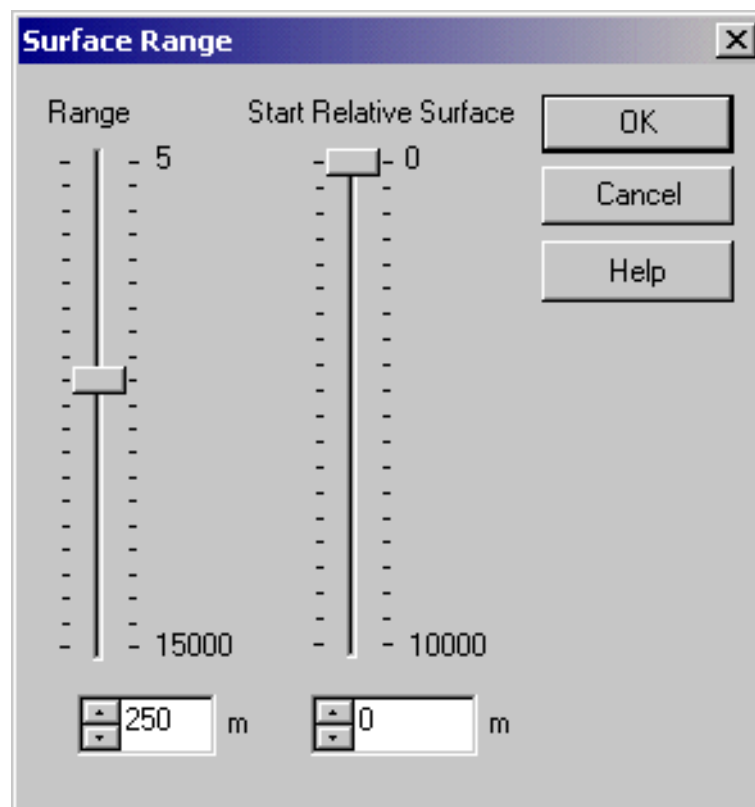 Surface Range
Range
Start Relative Surface
OK
5
0
Cancel
Help
15000
10000
250 m
0 m